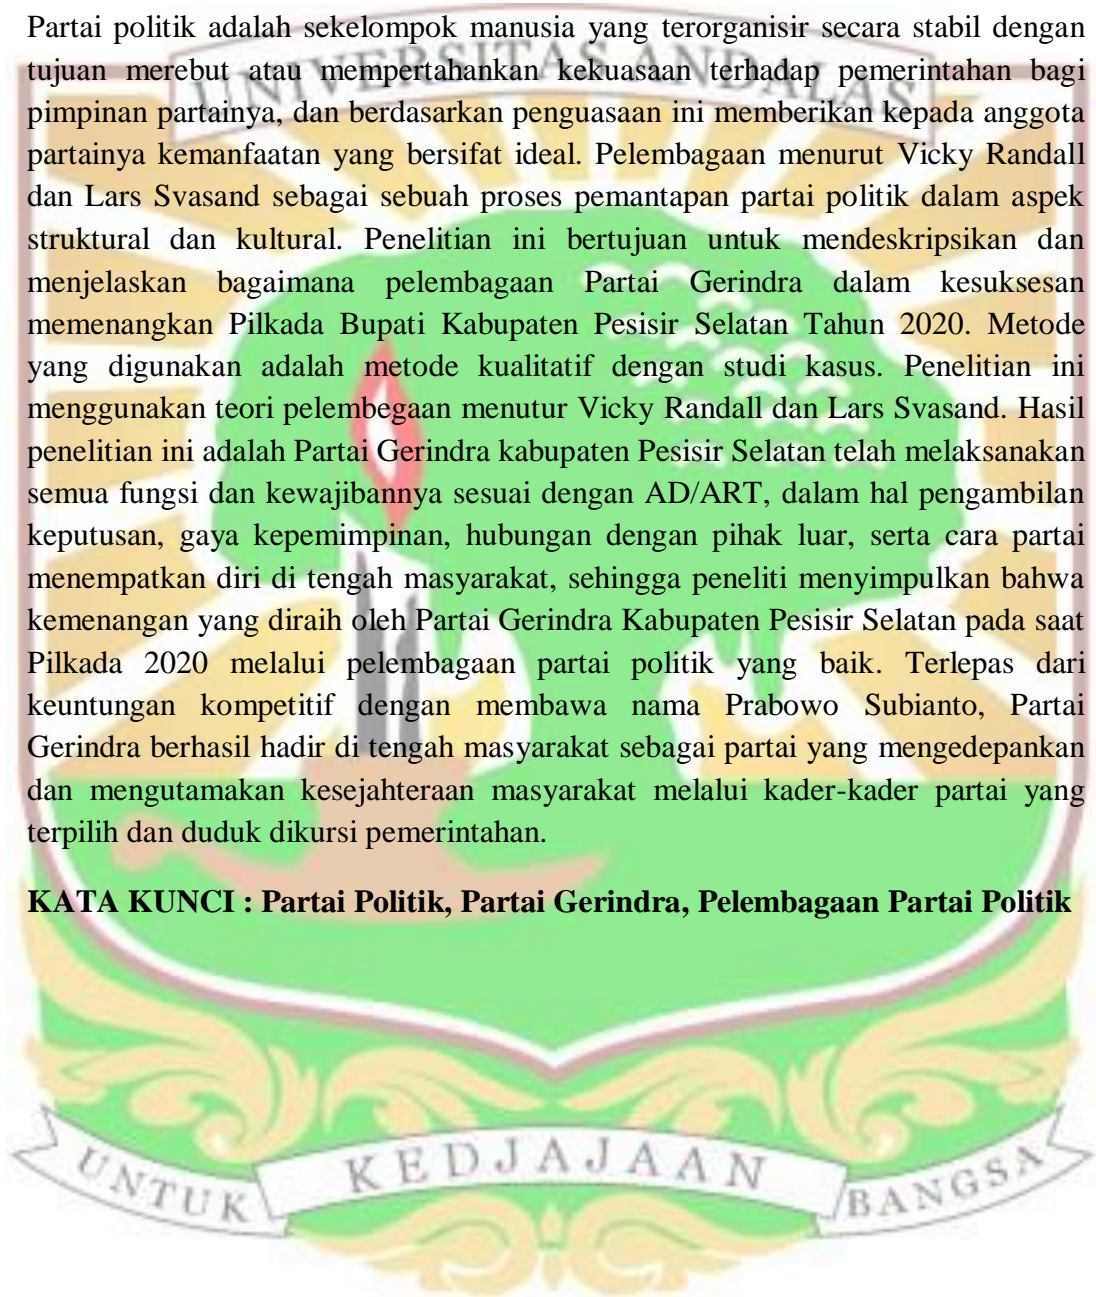 Partai politik adalah sekelompok manusia yang terorganisir secara stabil dengan
UNIVERSITAS ANDALAS
tujuan merebut atau mempertahankan kekuasaan terhadap pemerintahan bagi
pimpinan partainya, dan berdasarkan penguasaan ini memberikan kepada anggota
partainya kemanfaatan yang bersifat ideal. Pelembagaan menurut Vicky Randall
dan Lars Svasand sebagai sebuah proses pemantapan partai politik dalam aspek
struktural dan kultural. Penelitian ini bertujuan untuk mendeskripsikan dan
menjelaskan bagaimana pelembagaan Partai Gerindra dalam kesuksesan
memenangkan Pilkada Bupati Kabupaten Pesisir Selatan Tahun 2020. Metode
yang digunakan adalah metode kualitatif dengan studi kasus. Penelitian ini
menggunakan teori pelembegaan menutur Vicky Randall dan Lars Svasand. Hasil
penelitian ini adalah Partai Gerindra kabupaten Pesisir Selatan telah melaksanakan
semua fungsi dan kewajibannya sesuai dengan AD/ART, dalam hal pengambilan
keputusan, gaya kepemimpinan, hubungan dengan pihak luar, serta cara partai
menempatkan diri di tengah masyarakat, sehingga peneliti menyimpulkan bahwa
kemenangan yang diraih oleh Partai Gerindra Kabupaten Pesisir Selatan pada saat
Pilkada 2020 melalui pelembagaan partai politik yang baik. Terlepas dari
keuntungan kompetitif dengan membawa nama Prabowo Subianto, Partai
Gerindra berhasil hadir di tengah masyarakat sebagai partai yang mengedepankan
dan mengutamakan kesejahteraan masyarakat melalui kader-kader partai yang
terpilih dan duduk dikursi pemerintahan.
KATA KUNCI : Partai Politik, Partai Gerindra, Pelembagaan Partai Politik
UNTUK KEDJAJAAN BANGSA